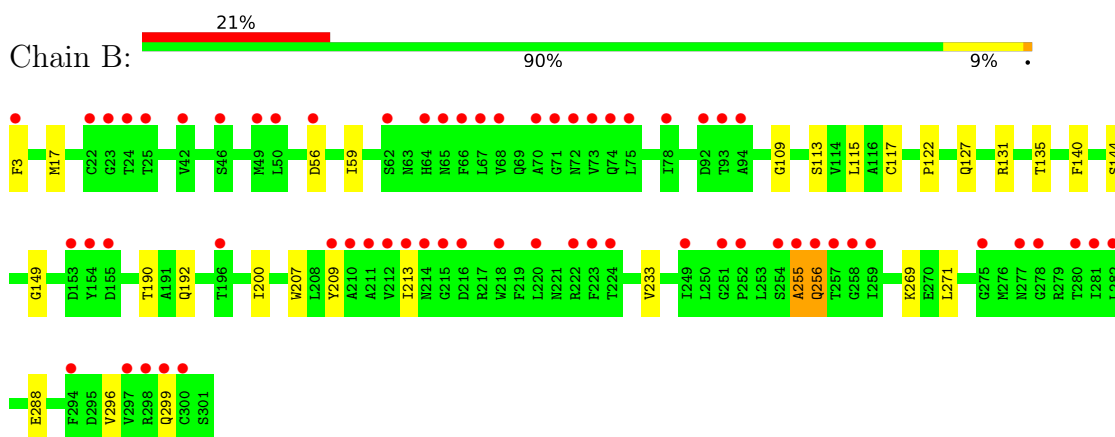 21%
Chain B:
90% 9% •
F3 M17 C22 G23 T24 T25 V42 S46 M49 L50 D56 I59 S62 N63 H64 N65 F66 L67 V68 Q69 A70 G71 N72 V73 Q74 L75 I78 D92 T93 A94 G109 S113 V114 L115 A116 C117 P122 Q127 R131 T135 F140 S144
G149 D153 Y154 D155 T190 A191 Q192 T196 I200 W207 L208 Y209 A210 A211 V212 I213 N214 G215 D216 R217 W218 F219 L220 N221 R222 F223 T224 V233 I249 L250 G251 P252 L253 S254 A255 Q256 T257 G258 I259 K269 E270 L271 G275 M276 N277 G278 R279 T280 I281 L282
E288 F294 D295 V296 V297 R298 Q299 C300 S301